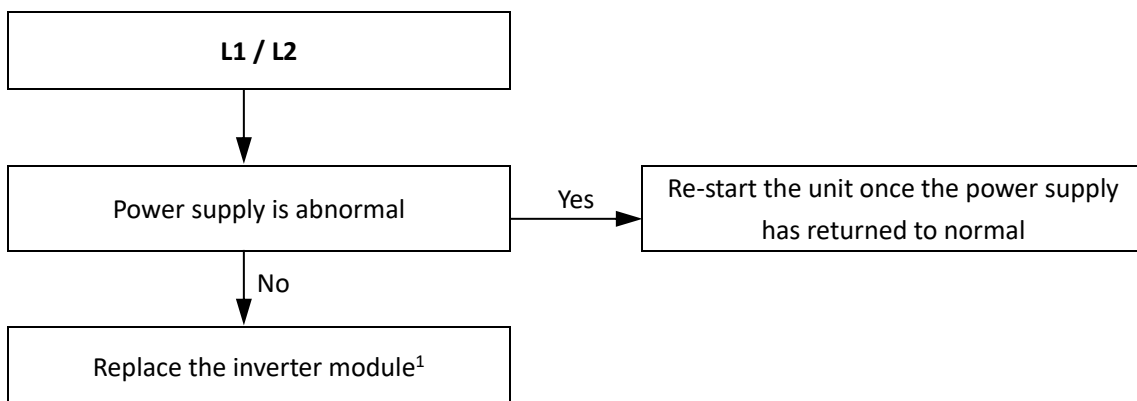 L1 / L2
Power supply is abnormal
Yes
Re-start the unit once the power supply
has returned to normal
No
Replace the inverter module¹